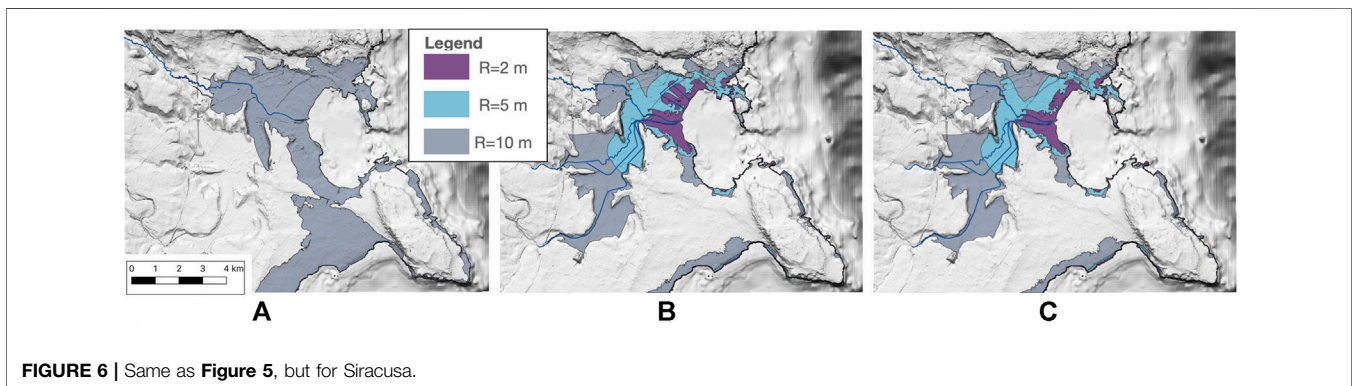 Legend
R=2 m
R=5 m
R=10 m
0 1 2 3 4 km
A
B
C
FIGURE 6 | Same as Figure 5, but for Siracusa.